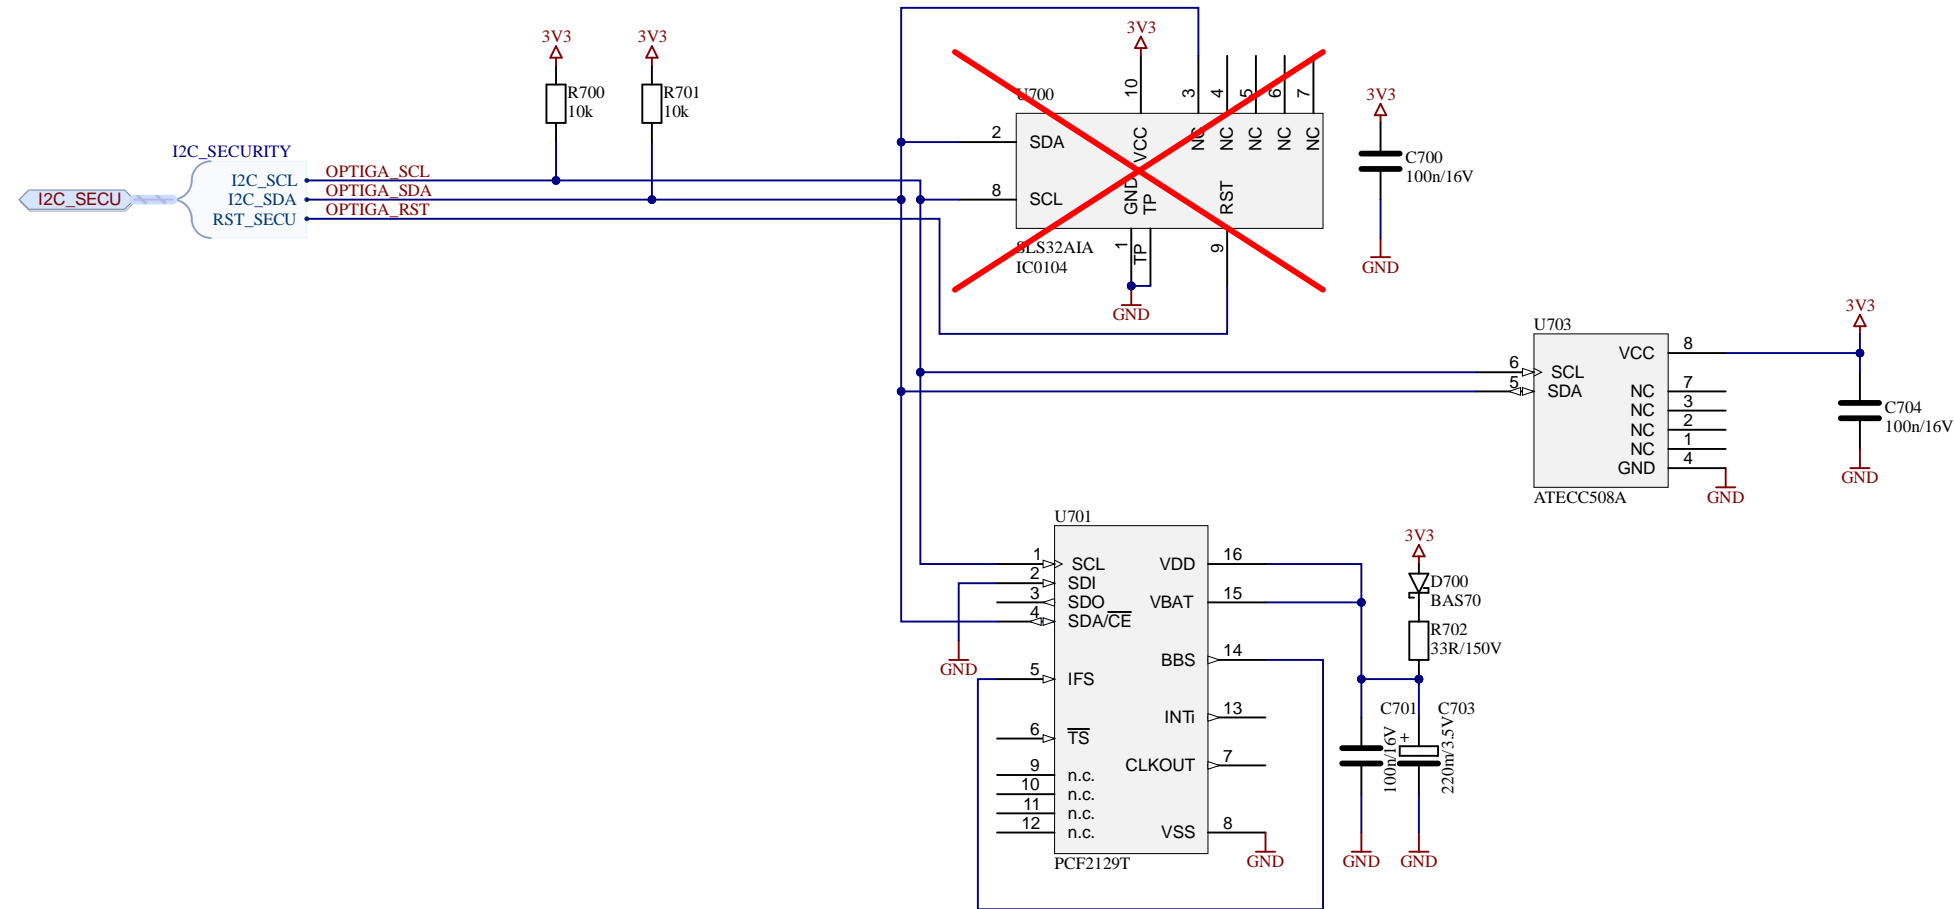 I2C_SECU
I2C_SECURITY
I2C_SCL
I2C_SDA
RST_SECU
OPTIGA_SCL
OPTIGA_SDA
OPTIGA_RST
3V3
R700
10k
3V3
R701
10k
U700
3V3
10
3
4
5
6
7
2
SDA
8
SCL
VCC
NC
NC
NC
NC
NC
GND
TP
RST
1
TP
9
SLS32AIA
IC0104
GND
3V3
C700
100n/16V
GND
U703
6
SCL
5
SDA
VCC
8
NC
7
NC
3
NC
2
NC
1
GND
4
ATECC508A
GND
3V3
C704
100n/16V
GND
U701
1
SCL
2
SDI
3
SDO
4
SDA/CE
5
IFS
6
TS
9
n.c.
10
n.c.
11
n.c.
12
n.c.
VDD
16
VBAT
15
BBS
14
INTi
13
CLKOUT
7
VSS
8
PCF2129T
GND
GND
3V3
D700
BAS70
R702
33R/150V
C701
100n/16V
C703
+
220m/3.5V
GND
GND